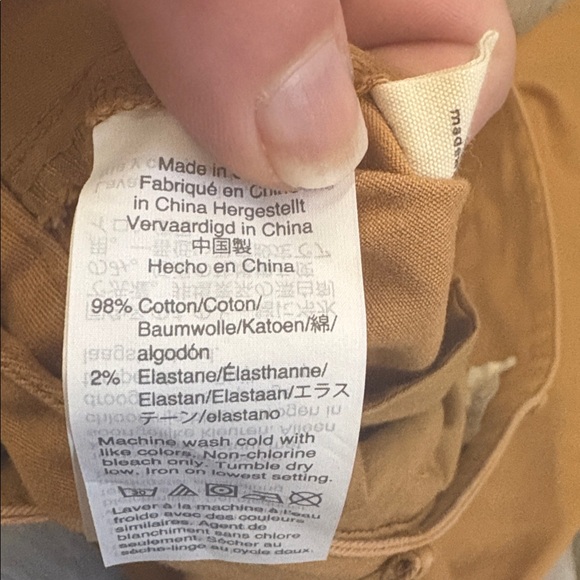 Made in
Fabriqué en
in China Hergestellt
Vervaardigd in China
中国製
Hecho en China
98% Cotton/Coton/
Baumwolle/Katoen/綿/
algodón
2% Elastane/Élasthanne/
Elastan/Elastaan/エラス
テーン/elastano
Machine wash cold with
like colors. Non-chlorine
bleach only. Tumble dry
low. Iron on lowest setting.
Laver à la machine à l'eau
froide avec des couleurs
similaires. Agent de
blanchiment sans chlore
seulement. Sécher au
sèche-linge au cycle doux.